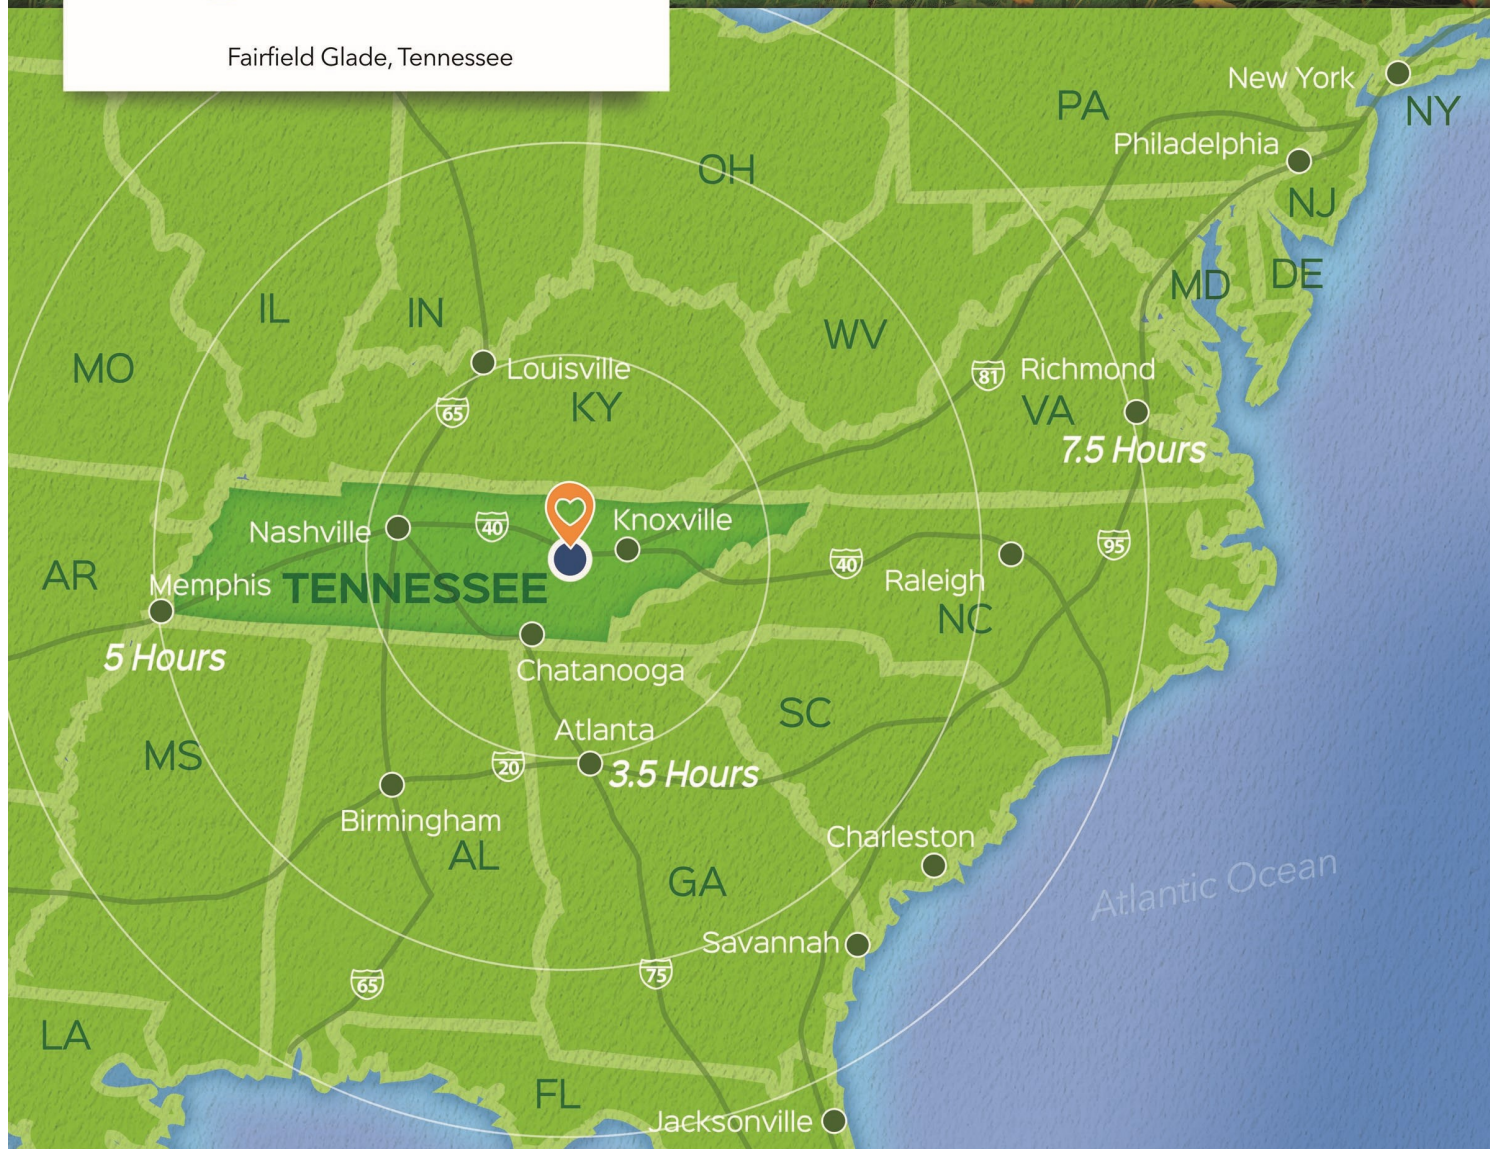 Fairfield Glade, Tennessee
New York
PA
NY
Philadelphia
OH
NJ
MD
DE
IL
IN
WV
MO
Louisville
81
Richmond
KY
65
VA
7.5 Hours
Nashville
40
Knoxville
95
40
AR
Memphis
TENNESSEE
Raleigh
NC
5 Hours
Chatanooga
SC
Atlanta
MS
20
3.5 Hours
Birmingham
Charleston
AL
GA
Atlantic Ocean
Savannah
65
75
LA
FL
Jacksonville